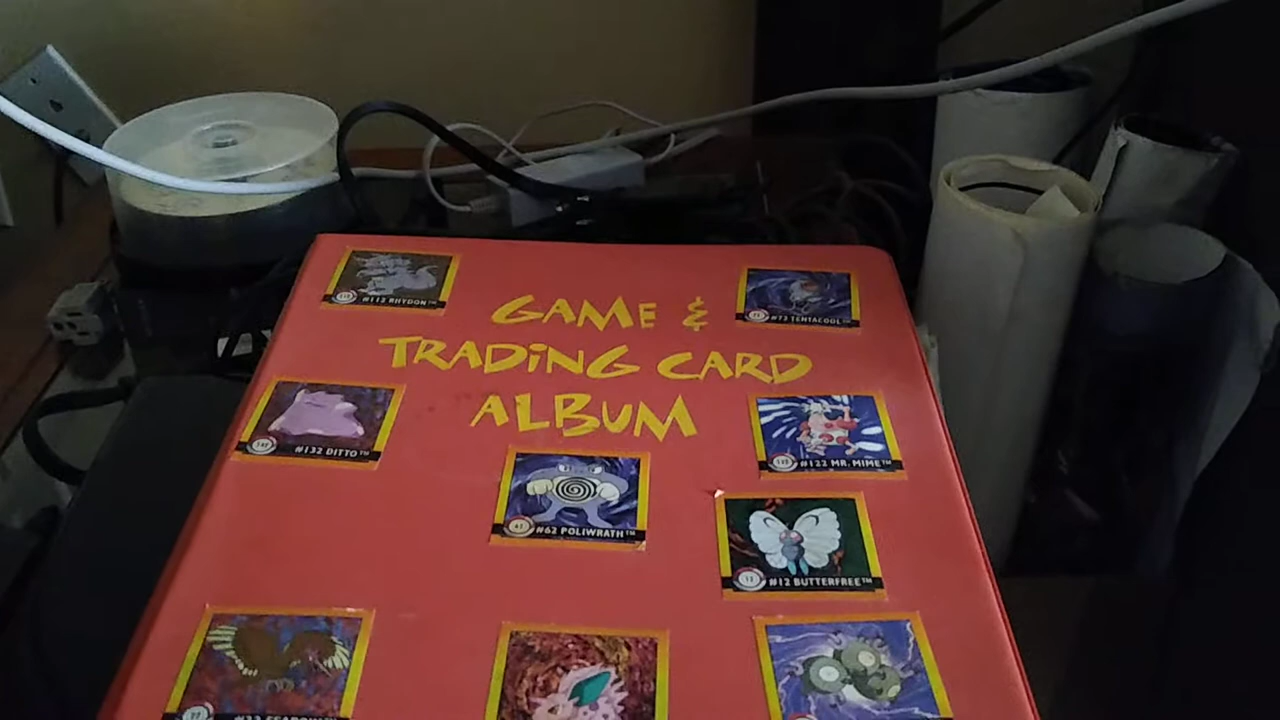 #112 RHYDON™
GAME &
#73 TENTACOOL™
TRADING CARD
ALBUM
#132 DITTO™
#122 MR. MIME™
#62 POLIWRATH™
#12 BUTTERFREE™